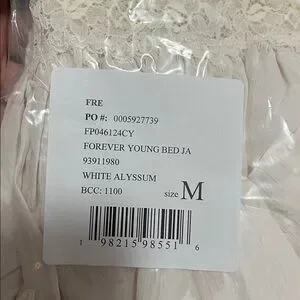 FRE
PO #: 0005927739
FP046124CY
FOREVER YOUNG BED JA
93911980
WHITE ALYSSUM
BCC: 1100 size M
1 98215 98551 6